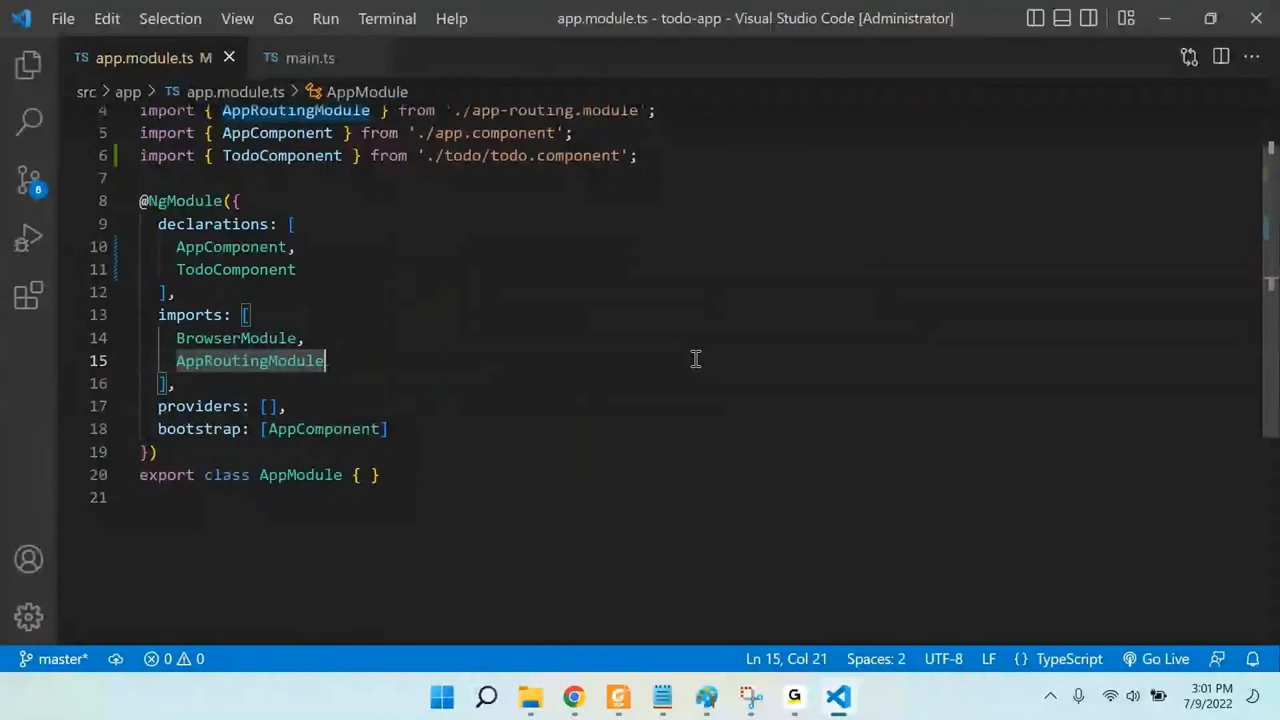 File Edit Selection View Go Run Terminal Help app.module.ts - todo-app - Visual Studio Code [Administrator]
TS app.module.ts M TS main.ts
src > app > TS app.module.ts > AppModule
4 import { AppRoutingModule } from './app-routing.module';
5 import { AppComponent } from './app.component';
6 import { TodoComponent } from './todo/todo.component';
7
8 @NgModule({
9 declarations: [
10 AppComponent,
11 TodoComponent
12 ],
13 imports: [
14 BrowserModule,
15 AppRoutingModule
16 ],
17 providers: [],
18 bootstrap: [AppComponent]
19 })
20 export class AppModule { }
21
8
master* 0 0 Ln 15, Col 21 Spaces: 2 UTF-8 LF {} TypeScript Go Live
3:01 PM
7/9/2022